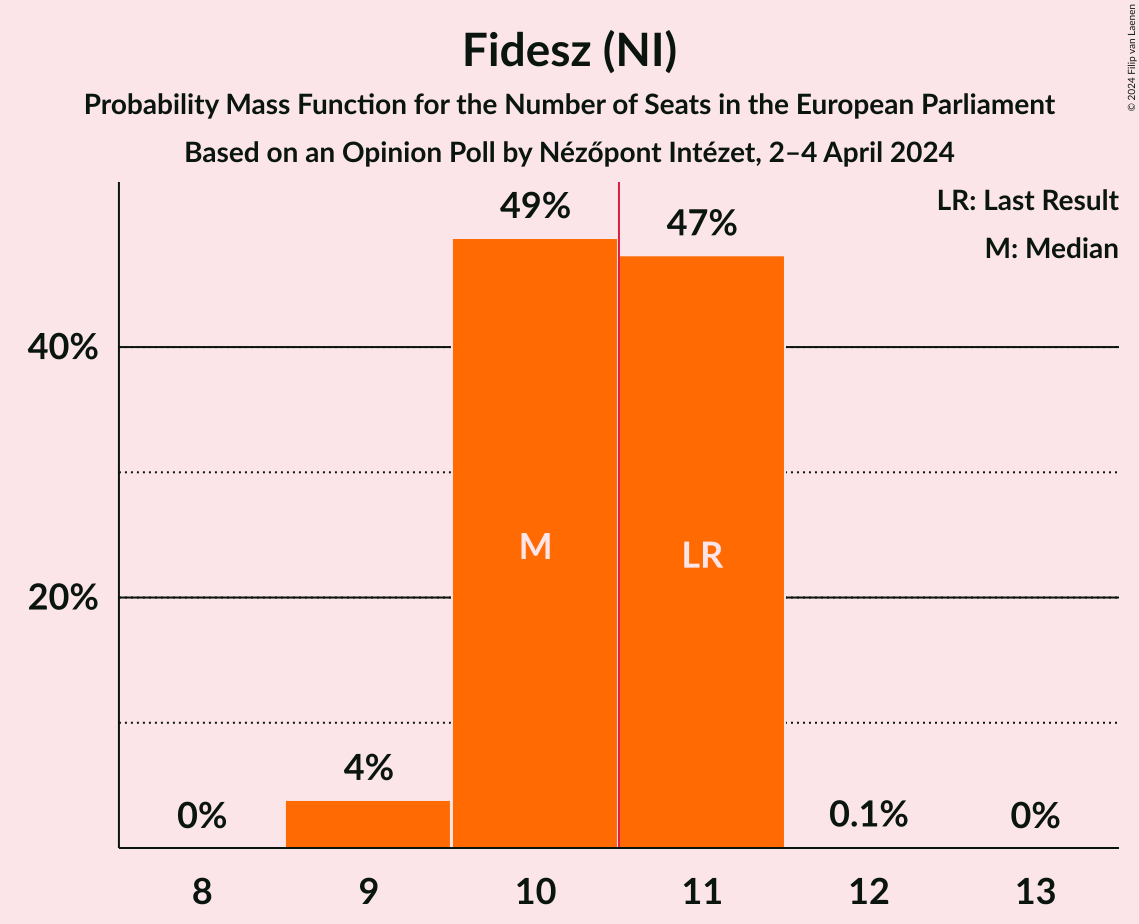 Fidesz (NI)
Probability Mass Function for the Number of Seats in the European Parliament
Based on an Opinion Poll by Nézőpont Intézet, 2–4 April 2024
© 2024 Filip van Laenen
LR: Last Result
M: Median
49%
47%
40%
M
LR
20%
4%
0%
0.1%
0%
8
9
10
11
12
13